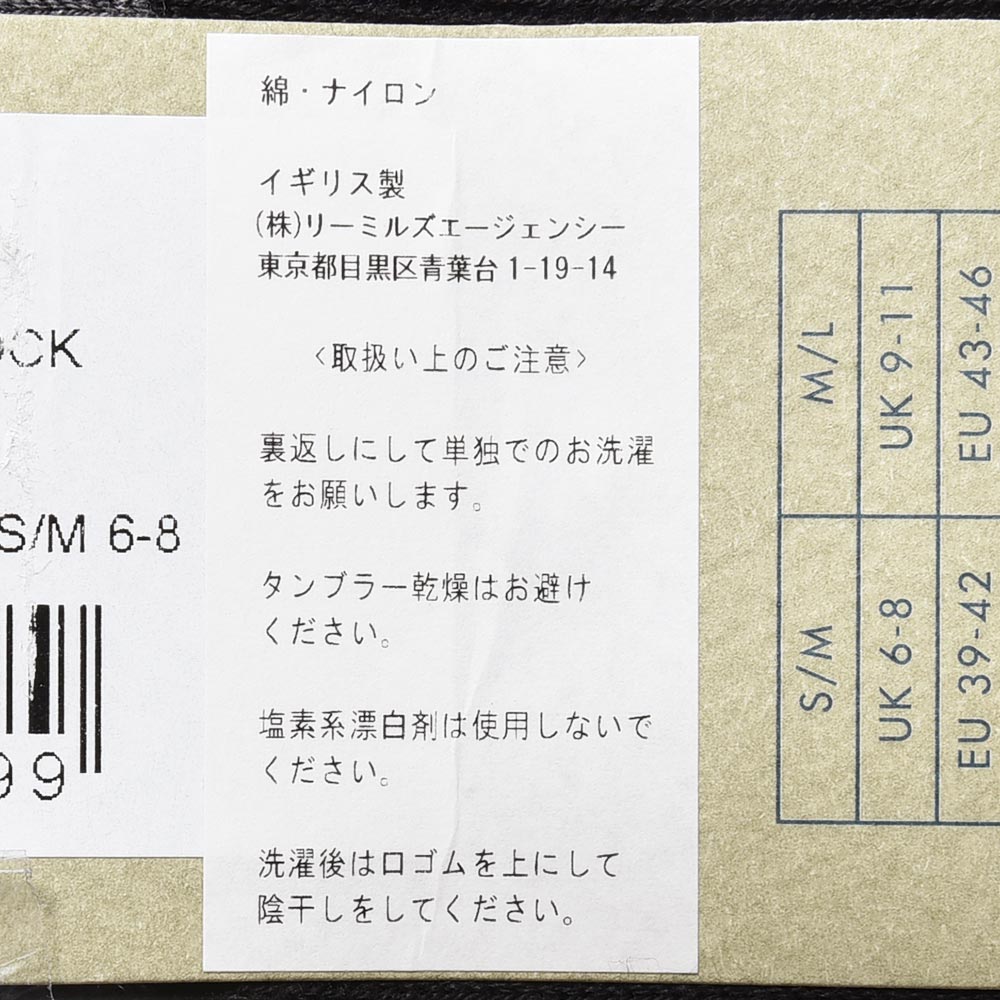 綿・ナイロン
イギリス製
(株)リーミルズエージェンシー
東京都目黒区青葉台1-19-14
〈取扱い上のご注意〉
裏返しにして単独でのお洗濯
をお願いします。
タンブラー乾燥はお避け
ください。
塩素系漂白剤は使用しないで
ください。
洗濯後は口ゴムを上にして
陰干しをしてください。
OCK
S/M 6-8
99
M/L
UK 9-11
EU 43-46
S/M
UK 6-8
EU 39-42